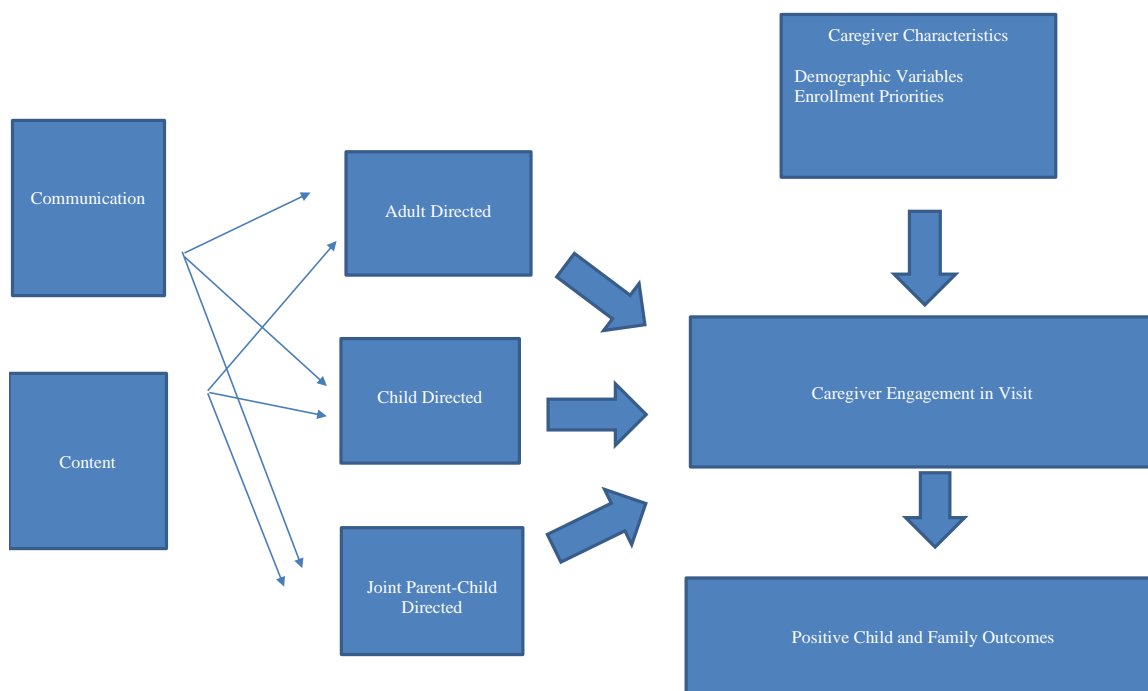 Caregiver Characteristics
Demographic Variables
Enrollment Priorities
Communication
Adult Directed
Child Directed
Caregiver Engagement in Visit
Content
Joint Parent-Child
Directed
Positive Child and Family Outcomes